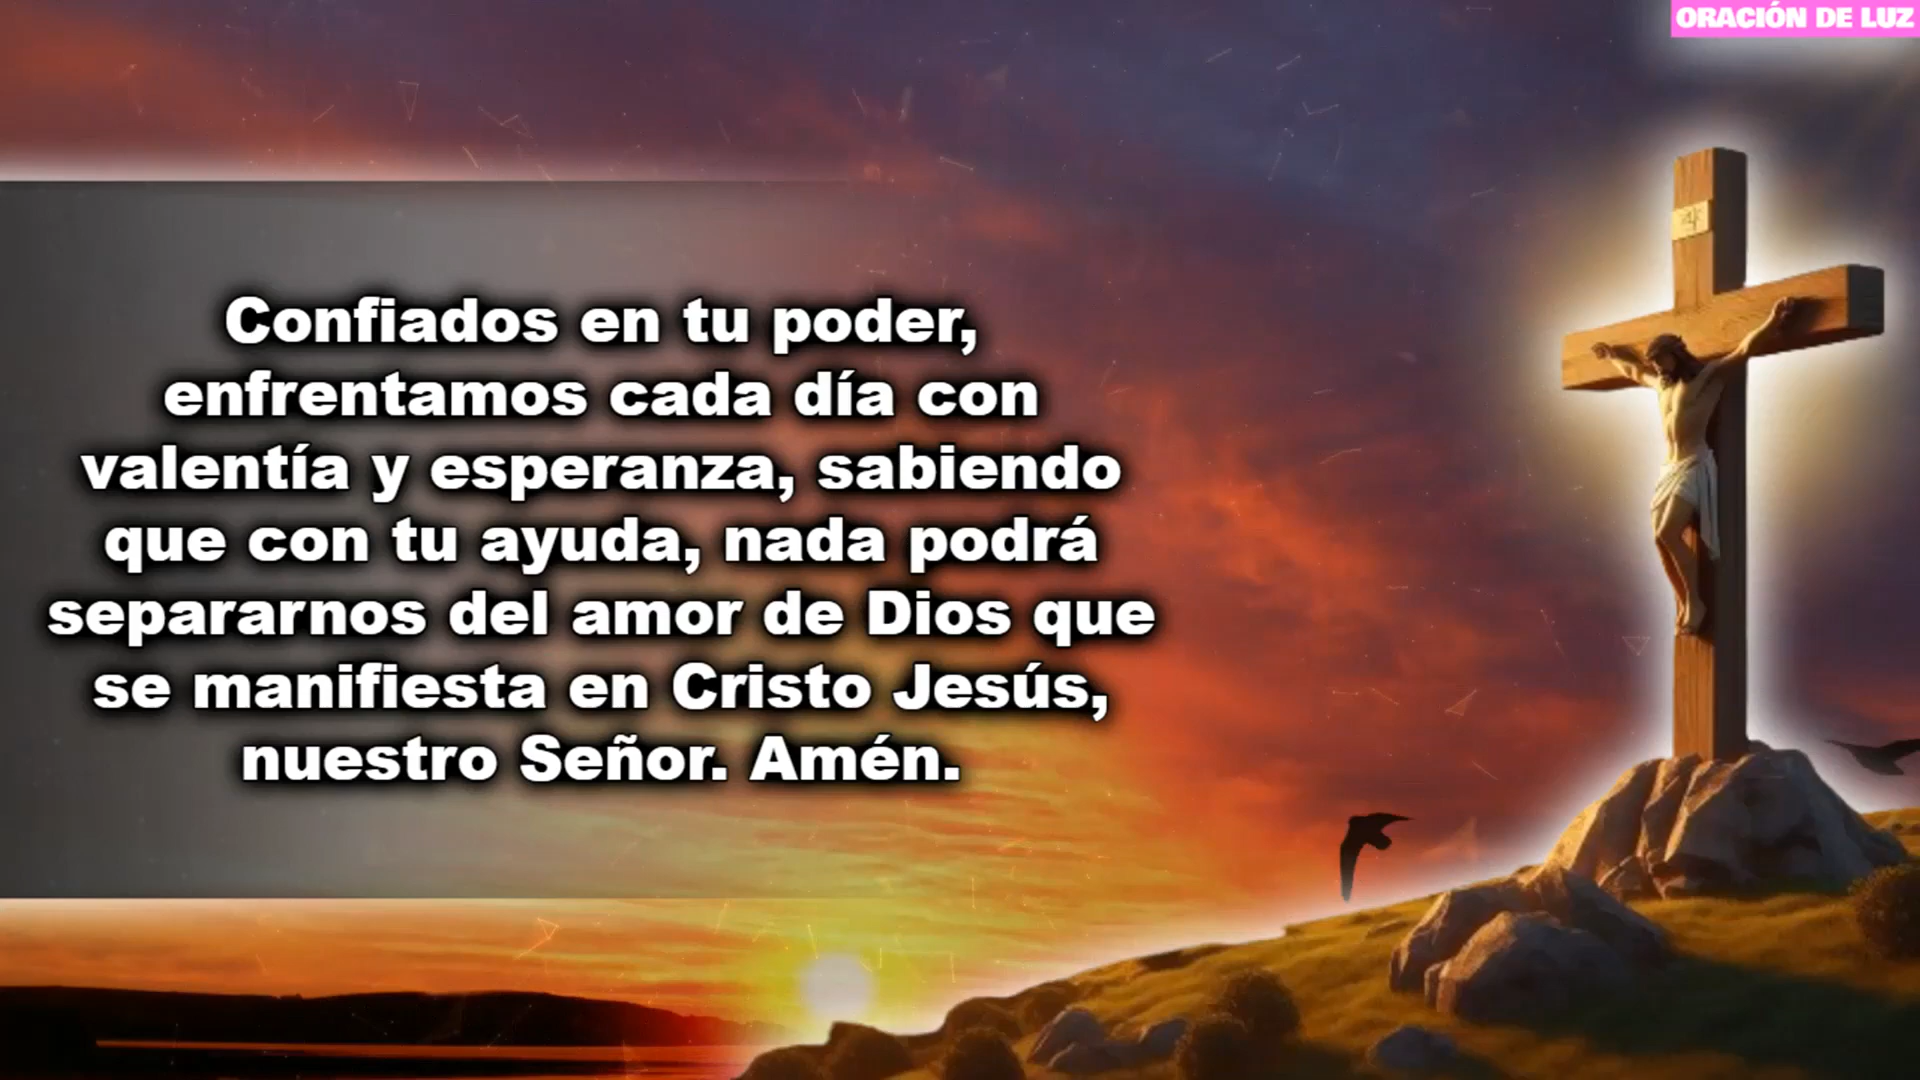 ORACIÓN DE LUZ
Confiados en tu poder,
enfrentamos cada día con
valentía y esperanza, sabiendo
que con tu ayuda, nada podrá
separarnos del amor de Dios que
se manifiesta en Cristo Jesús,
nuestro Señor. Amén.